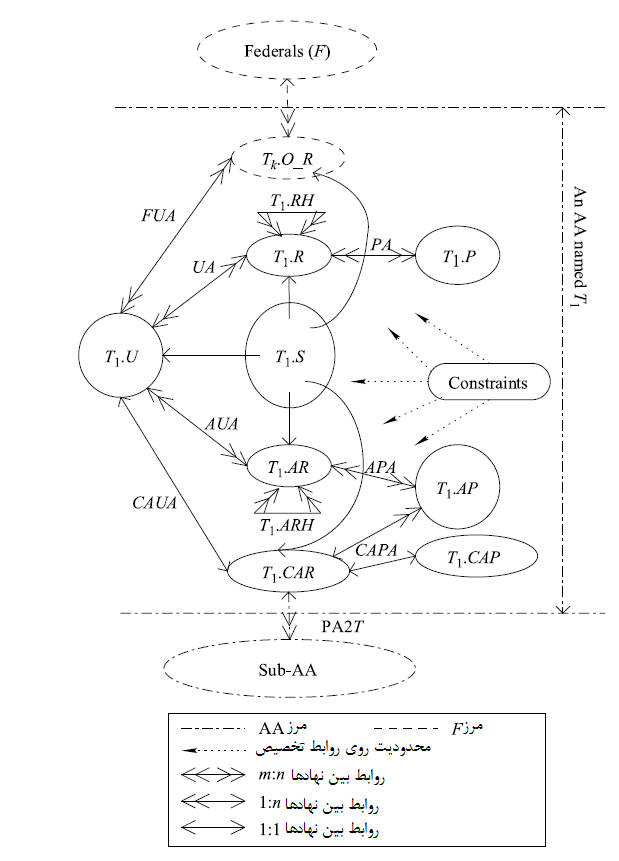 Federals (F)
Tk.O_R
FUA
T1.RH
UA
T1.R
PA
T1.P
An AA named T1
T1.U
T1.S
Constraints
AUA
T1.AR
APA
T1.AP
CAUA
T1.ARH
CAPA
T1.CAR
T1.CAP
PA2T
Sub-AA
مرز AA
مرز F
محدودیت روی روابط تخصیص
روابط بین نهادها m:n
روابط بین نهادها 1:n
روابط بین نهادها 1:1